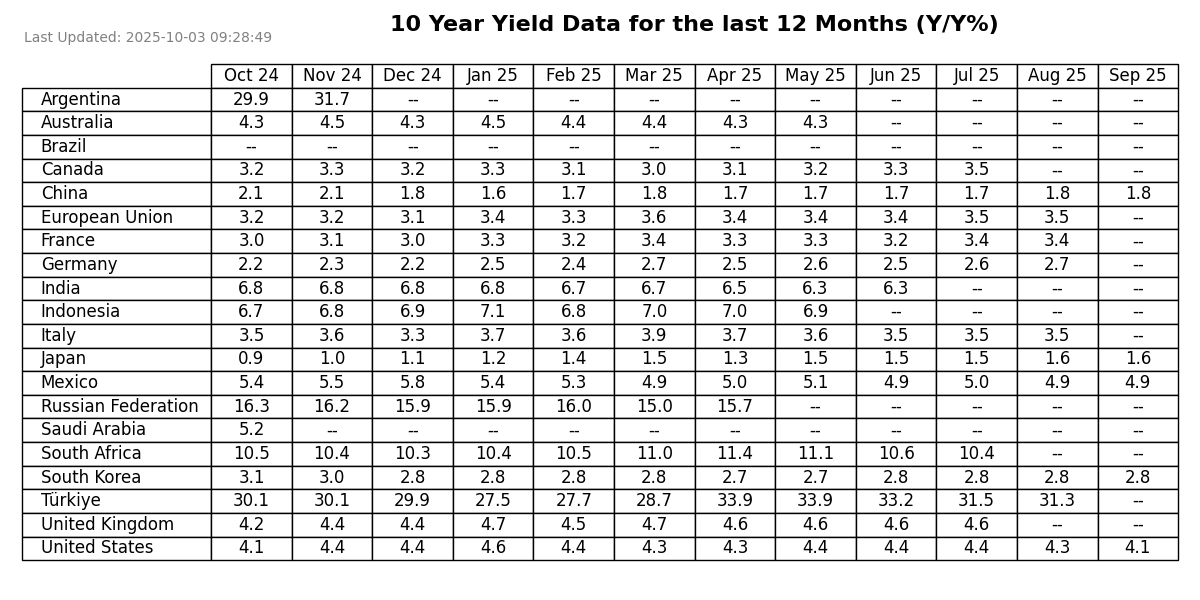 10 Year Yield Data for the last 12 Months (Y/Y%)
Last Updated: 2025-10-03 09:28:49
Oct 24 Nov 24 Dec 24 Jan 25 Feb 25 Mar 25 Apr 25 May 25 Jun 25 Jul 25 Aug 25 Sep 25
Argentina 29.9 31.7 -- -- -- -- -- -- -- -- -- --
Australia 4.3 4.5 4.3 4.5 4.4 4.4 4.3 4.3 -- -- -- --
Brazil -- -- -- -- -- -- -- -- -- -- -- --
Canada 3.2 3.3 3.2 3.3 3.1 3.0 3.1 3.2 3.3 3.5 -- --
China 2.1 2.1 1.8 1.6 1.7 1.8 1.7 1.7 1.7 1.7 1.8 1.8
European Union 3.2 3.2 3.1 3.4 3.3 3.6 3.4 3.4 3.4 3.5 3.5 --
France 3.0 3.1 3.0 3.3 3.2 3.4 3.3 3.3 3.2 3.4 3.4 --
Germany 2.2 2.3 2.2 2.5 2.4 2.7 2.5 2.6 2.5 2.6 2.7 --
India 6.8 6.8 6.8 6.8 6.7 6.7 6.5 6.3 6.3 -- -- --
Indonesia 6.7 6.8 6.9 7.1 6.8 7.0 7.0 6.9 -- -- -- --
Italy 3.5 3.6 3.3 3.7 3.6 3.9 3.7 3.6 3.5 3.5 3.5 --
Japan 0.9 1.0 1.1 1.2 1.4 1.5 1.3 1.5 1.5 1.5 1.6 1.6
Mexico 5.4 5.5 5.8 5.4 5.3 4.9 5.0 5.1 4.9 5.0 4.9 4.9
Russian Federation 16.3 16.2 15.9 15.9 16.0 15.0 15.7 -- -- -- -- --
Saudi Arabia 5.2 -- -- -- -- -- -- -- -- -- -- --
South Africa 10.5 10.4 10.3 10.4 10.5 11.0 11.4 11.1 10.6 10.4 -- --
South Korea 3.1 3.0 2.8 2.8 2.8 2.8 2.7 2.7 2.8 2.8 2.8 2.8
Türkiye 30.1 30.1 29.9 27.5 27.7 28.7 33.9 33.9 33.2 31.5 31.3 --
United Kingdom 4.2 4.4 4.4 4.7 4.5 4.7 4.6 4.6 4.6 4.6 -- --
United States 4.1 4.4 4.4 4.6 4.4 4.3 4.3 4.4 4.4 4.4 4.3 4.1